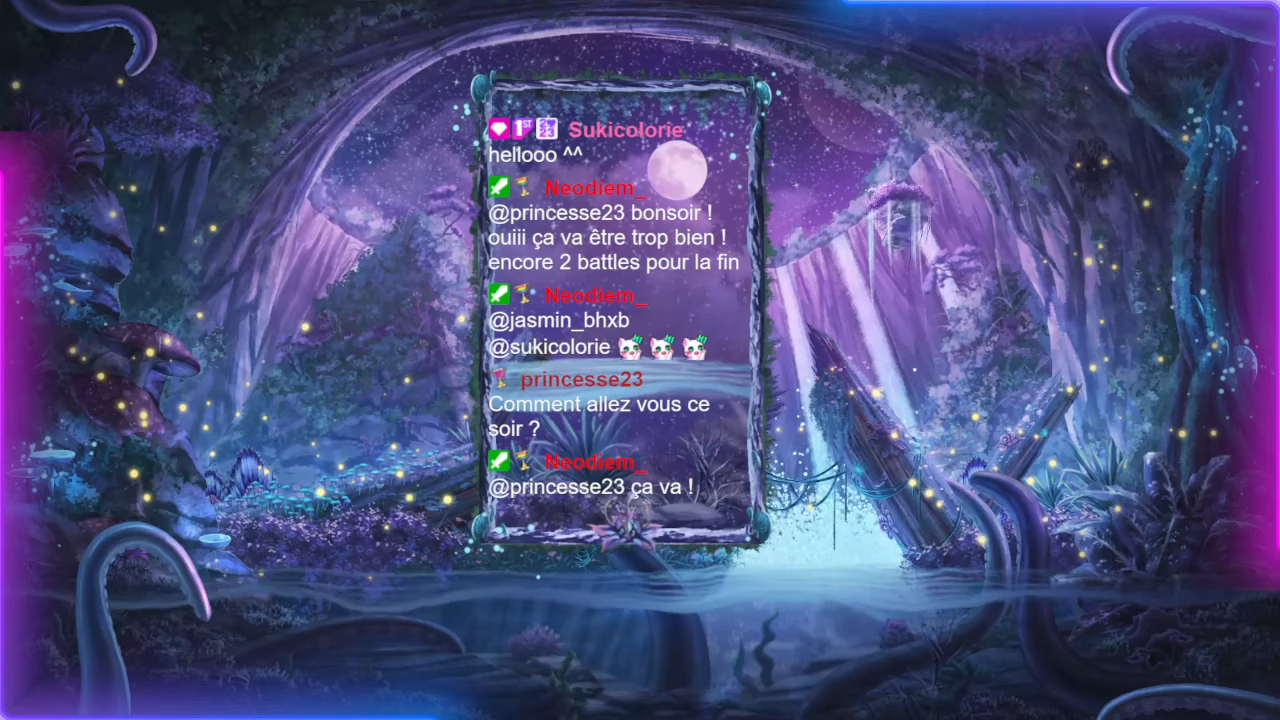 1ST Sukicolorie
hellooo ^^
Neodiem_
@princesse23 bonsoir !
ouiii ça va être trop bien !
encore 2 battles pour la fin
Neodiem_
@jasmin_bhxb
@sukicolorie
princesse23
Comment allez vous ce
soir ?
Neodiem_
@princesse23 ça va !